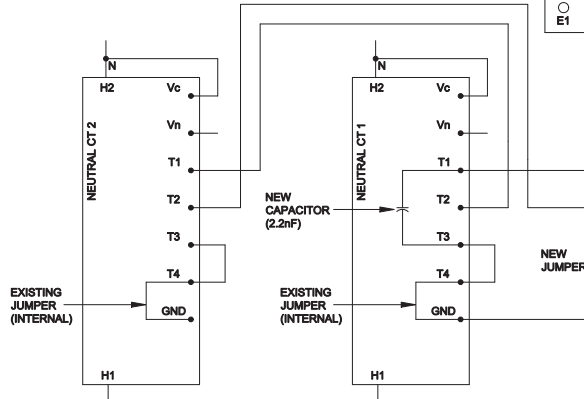 E1
N
H2
Vc
Vn
T1
T2
T3
T4
GND
H1
NEUTRAL CT 2
EXISTING
JUMPER
(INTERNAL)
N
H2
Vc
Vn
T1
T2
T3
T4
GND
H1
NEUTRAL CT 1
NEW
CAPACITOR
(2.2nF)
EXISTING
JUMPER
(INTERNAL)
NEW
JUMPER